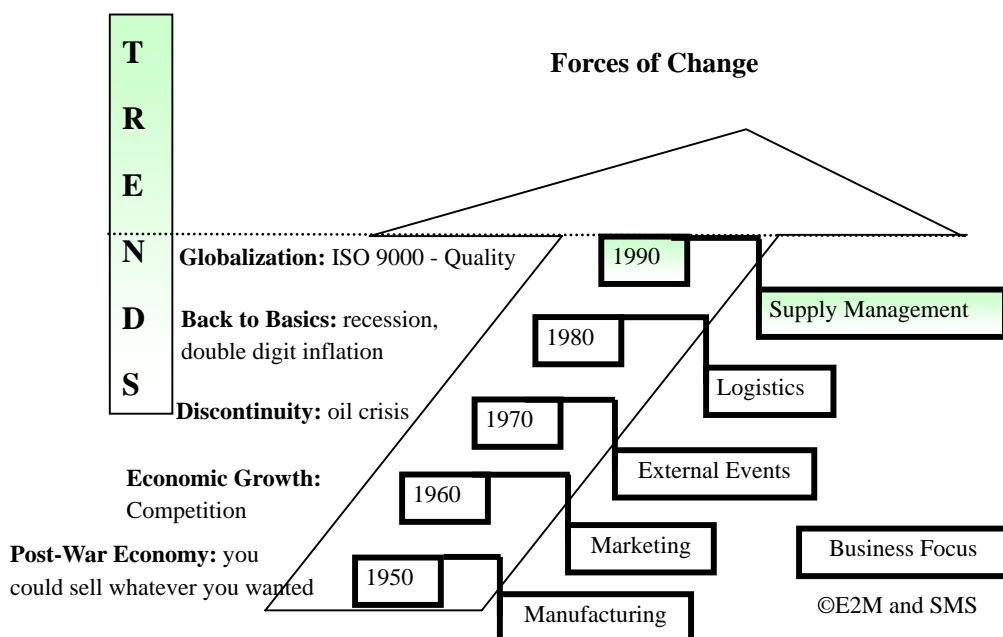 TRENDS
Forces of Change
Globalization: ISO 9000 - Quality
1990
Supply Management
Back to Basics: recession,
double digit inflation
1980
Logistics
Discontinuity: oil crisis
1970
External Events
Economic Growth:
Competition
1960
Marketing
Business Focus
Post-War Economy: you
could sell whatever you wanted
1950
Manufacturing
©E2M and SMS